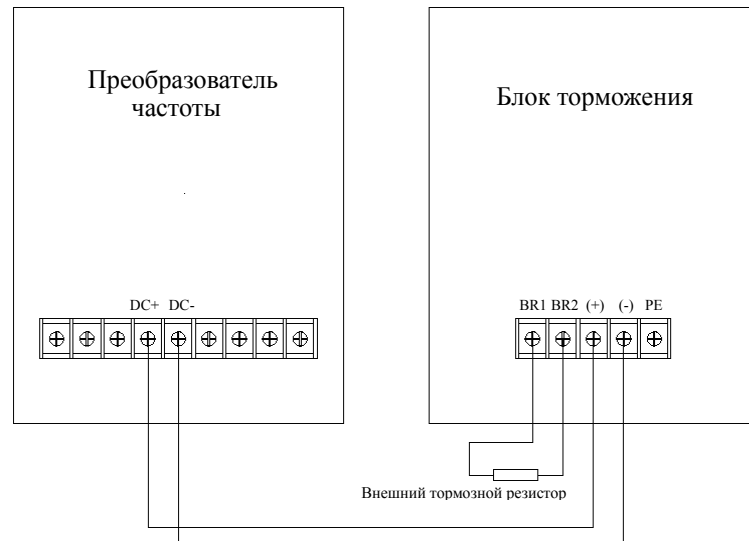 Преобразователь
частоты
Блок торможения
DC+ DC-
BR1 BR2 (+) (-) PE
Внешний тормозной резистор